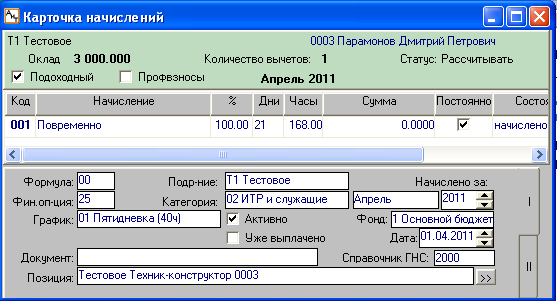 Карточка начислений
Т1 Тестовое 0003 Парамонов Дмитрий Петрович
Оклад 3 000.000 Количество вычетов: 1 Статус: Рассчитывать
Подоходный Профвзносы Апрель 2011
Код Начисление % Дни Часы Сумма Постоянно Состоя
001 Повременно 100.00 21 168.00 0.0000 начислено
Формула: 00 Подр-ние: Т1 Тестовое Начислено за:
Фин.оп-ция: 25 Категория: 02 ИТР и служащие Апрель 2011
График: 01 Пятидневка (40ч) Активно Фонд: 1 Основной бюджет
Уже выплачено Дата: 01.04.2011
Документ: Справочник ГНС: 2000
Позиция: Тестовое Техник-конструктор 0003 >>
I
II